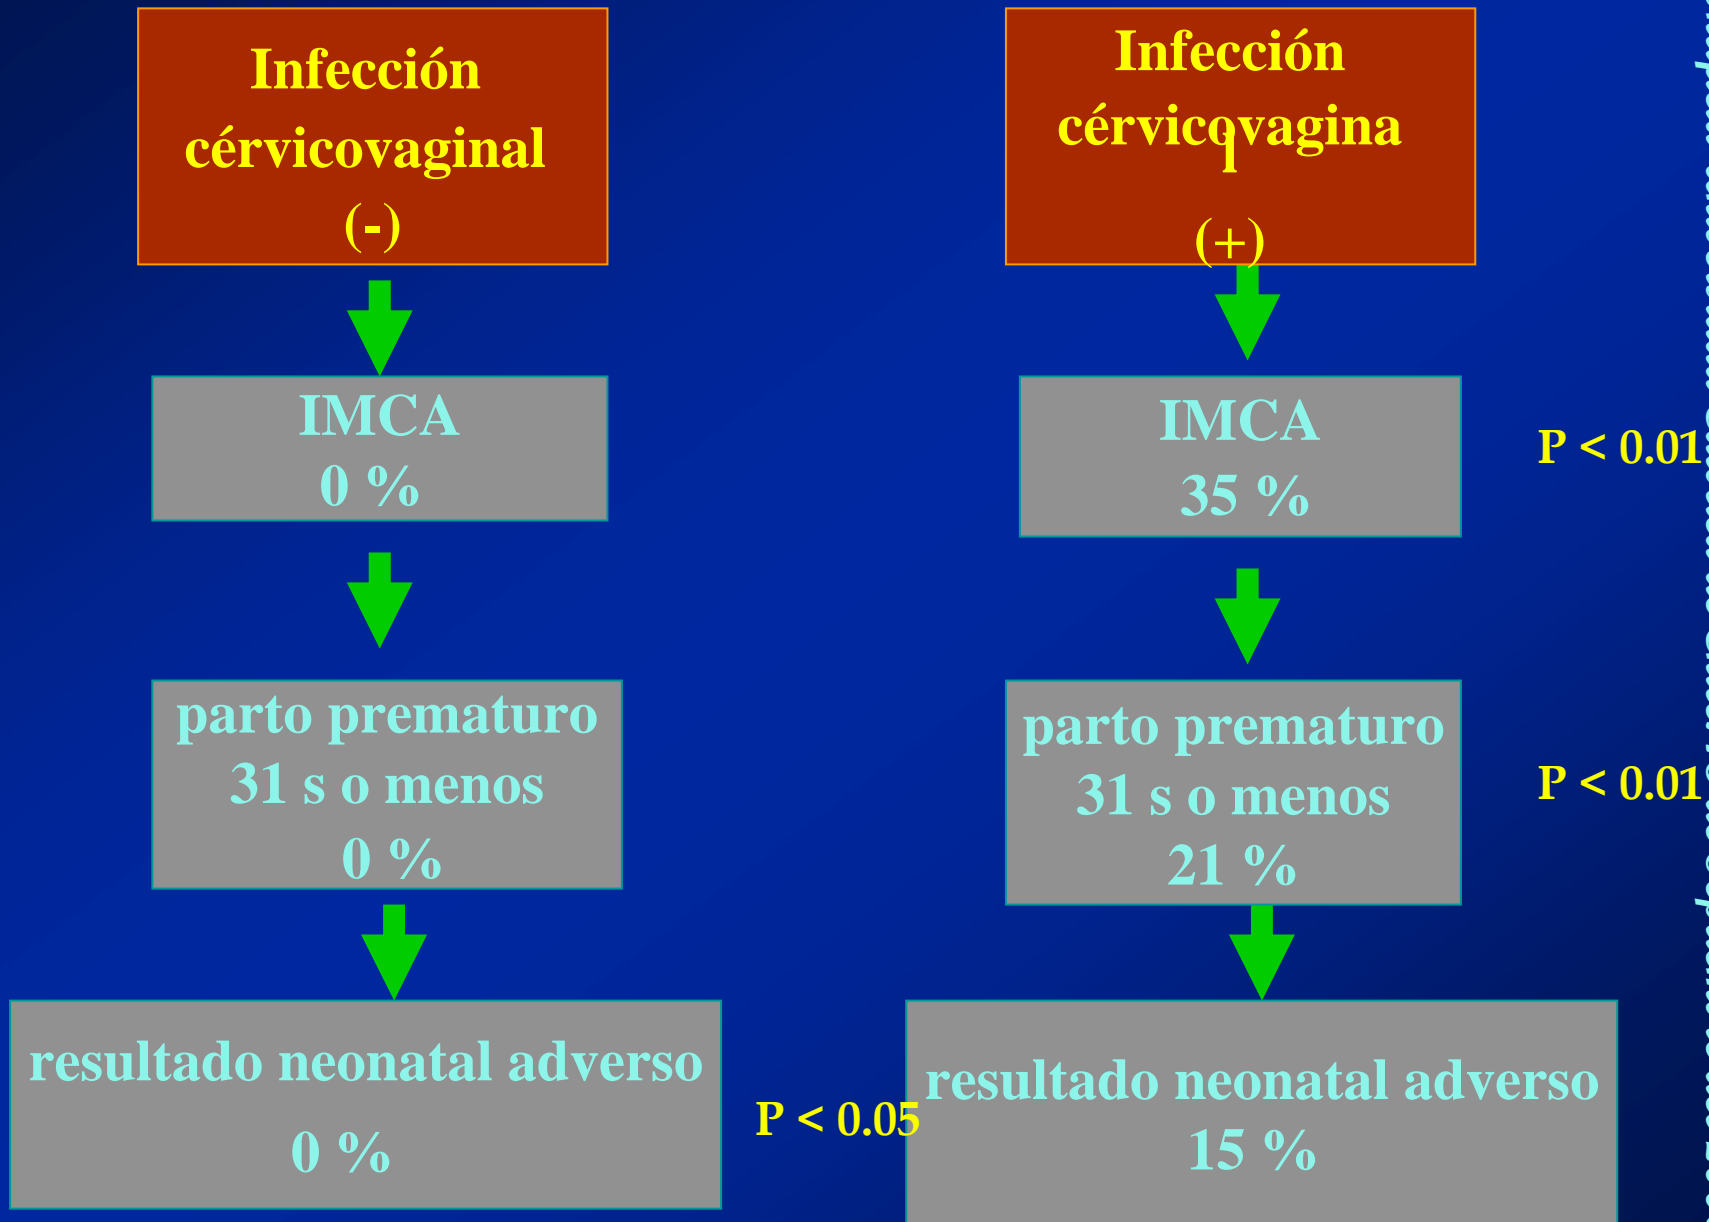 Infección
cérvicovaginal
(-)
IMCA
0 %
parto prematuro
31 s o menos
0 %
resultado neonatal adverso
0 %
Infección
cérvicovagina
l
(+)
IMCA
35 %
P < 0.01
parto prematuro
31 s o menos
21 %
P < 0.01
resultado neonatal adverso
15 %
P < 0.05